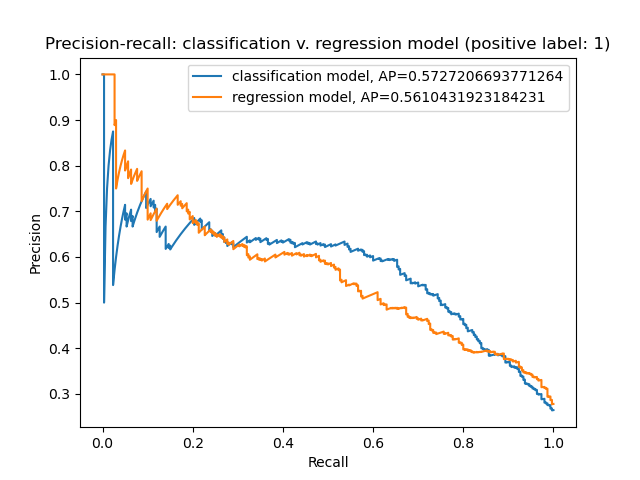 Precision-recall: classification v. regression model (positive label: 1)
classification model, AP=0.5727206693771264
regression model, AP=0.5610431923184231
1.0
0.9
0.8
0.7
0.6
0.5
0.4
0.3
Precision
0.0 0.2 0.4 0.6 0.8 1.0
Recall